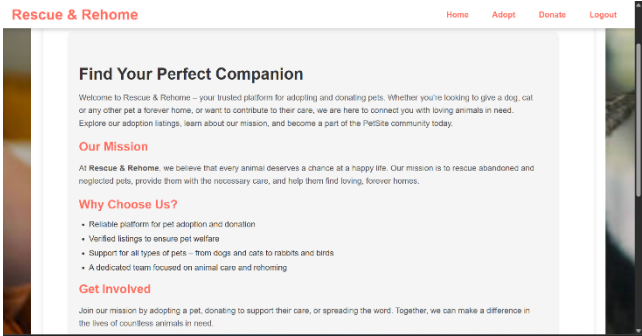 Rescue & Rehome
Home Adopt Donate Logout
Find Your Perfect Companion
Welcome to Rescue & Rehome – your trusted platform for adopting and donating pets. Whether you're looking to give a dog, cat
or any other pet a forever home, or want to contribute to their care, we are here to connect you with loving animals in need.
Explore our adoption listings, learn about our mission, and become a part of the PetSite community today.
Our Mission
At Rescue & Rehome, we believe that every animal deserves a chance at a happy life. Our mission is to rescue abandoned and
neglected pets, provide them with the necessary care, and help them find loving, forever homes.
Why Choose Us?
• Reliable platform for pet adoption and donation
• Verified listings to ensure pet welfare
• Support for all types of pets – from dogs and cats to rabbits and birds
• A dedicated team focused on animal care and rehoming
Get Involved
Join our mission by adopting a pet, donating to support their care, or spreading the word. Together, we can make a difference in
the lives of countless animals in need.